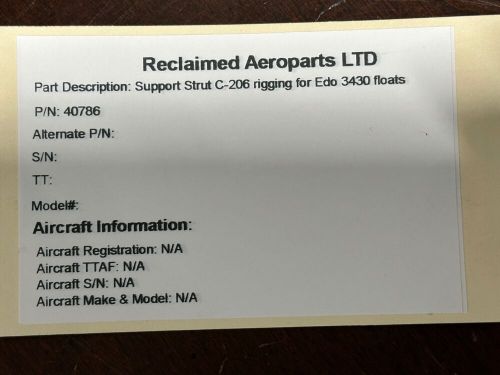 Reclaimed Aeroparts LTD
Part Description: Support Strut C-206 rigging for Edo 3430 floats
P/N: 40786
Alternate P/N:
S/N:
TT:
Model#:
Aircraft Information:
Aircraft Registration: N/A
Aircraft TTAF: N/A
Aircraft S/N: N/A
Aircraft Make & Model: N/A